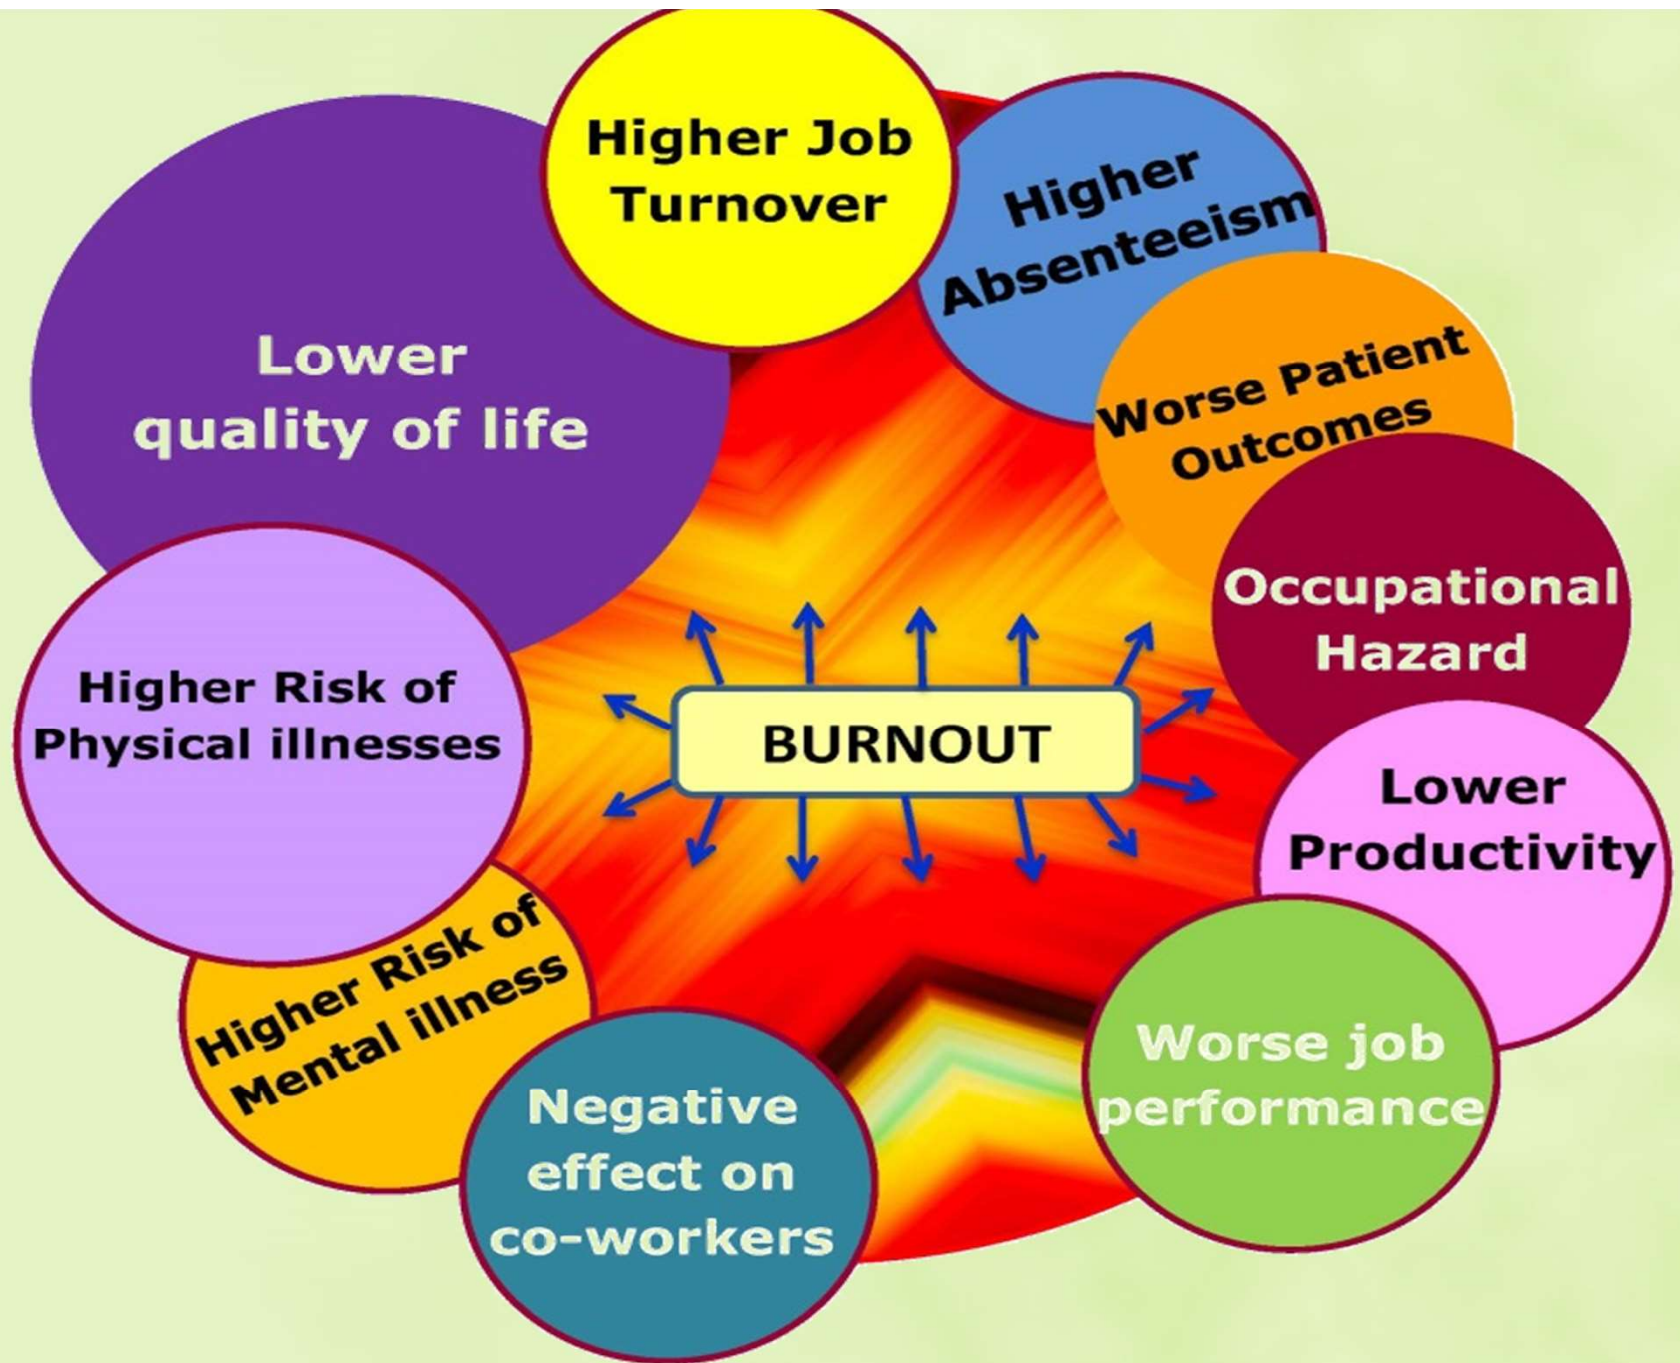 Higher Job
Turnover
Higher
Absenteeism
Worse Patient
Outcomes
Occupational
Hazard
Lower
Productivity
Worse job
performance
Negative
effect on
co-workers
Higher Risk of
Mental illness
Higher Risk of
Physical illnesses
Lower
quality of life
BURNOUT